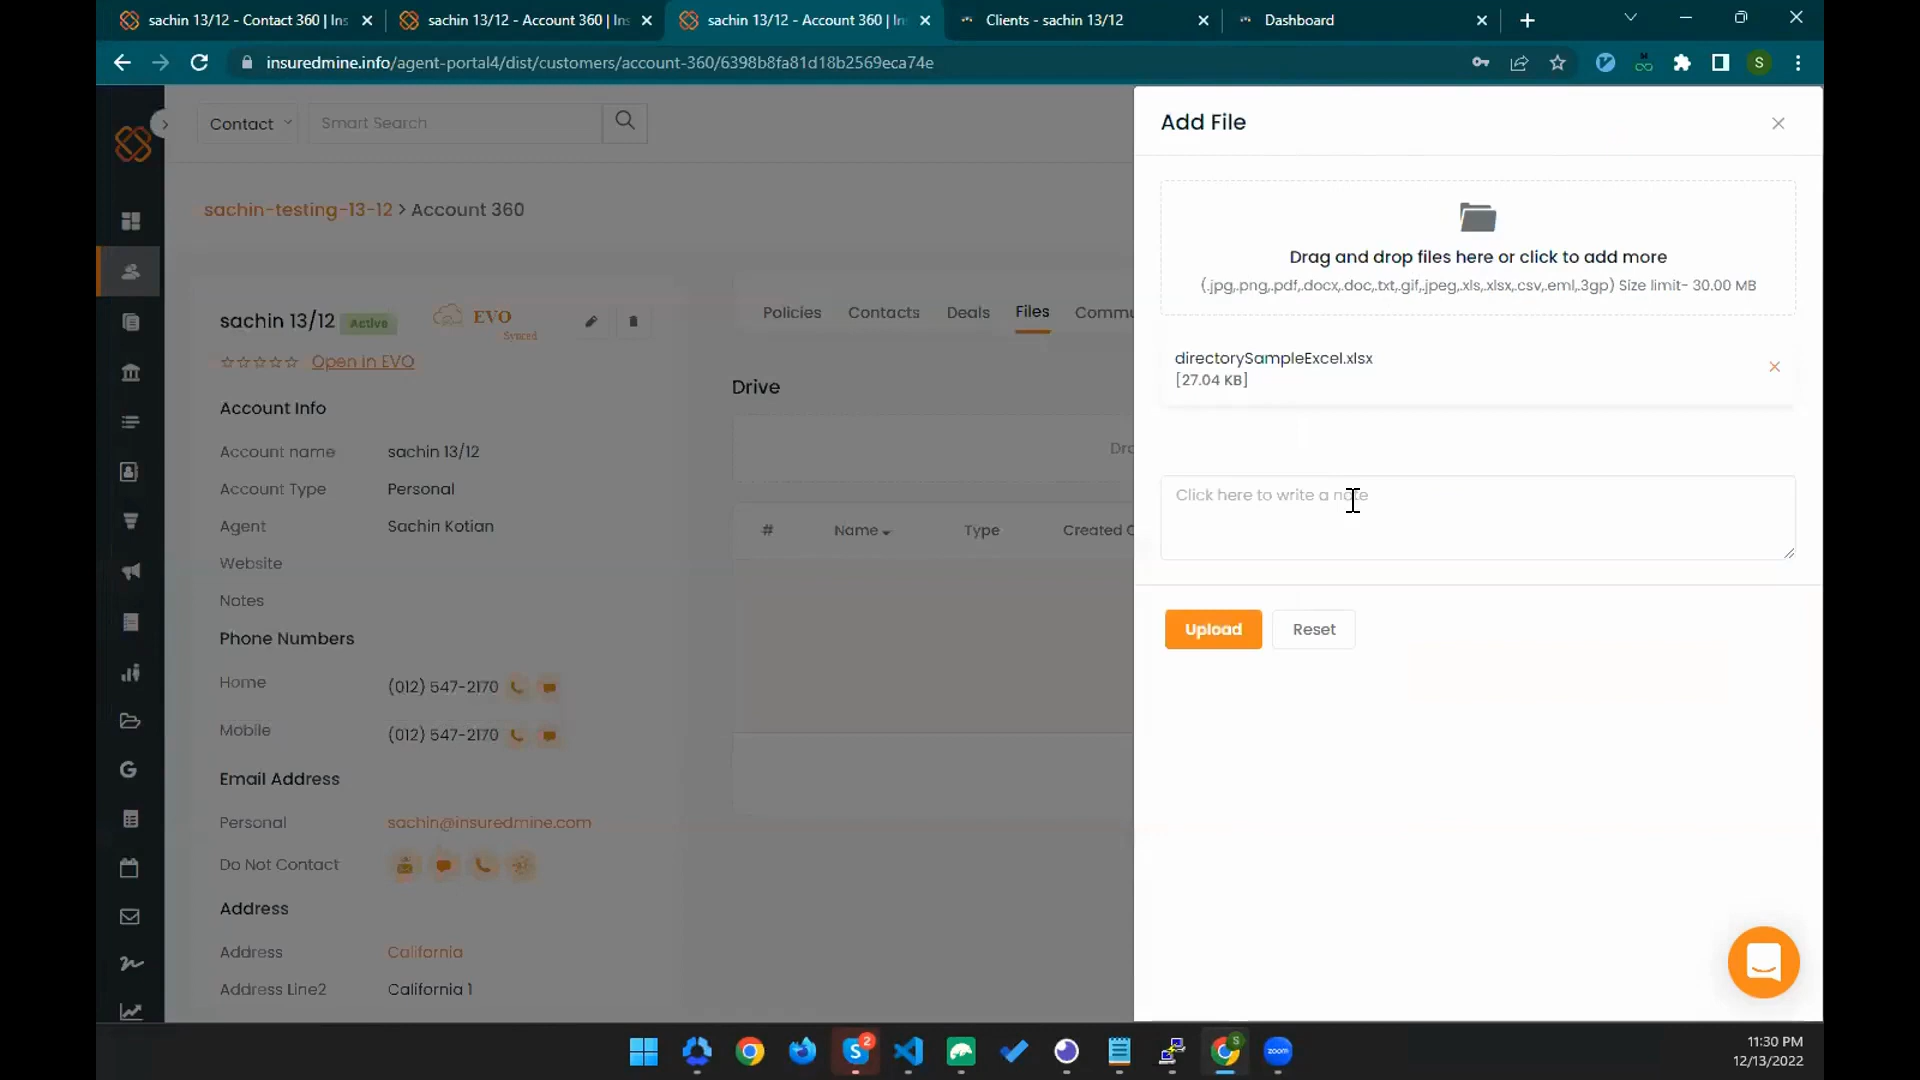 sachin 13/12 - Contact 360 | Ins
sachin 13/12 - Account 360 | Ins
sachin 13/12 - Account 360 | In
Clients - sachin 13/12
Dashboard
insuredmine.info/agent-portal4/dist/customers/account-360/6398b8fa81d18b2569eca74e
S
Contact
Smart Search
Add File
sachin-testing-13-12 > Account 360
Drag and drop files here or click to add more
(.jpg,.png,.pdf,.docx,.doc,.txt,.gif,.jpeg,.xls,.xlsx,.csv,.eml,.3gp) Size limit- 30.00 MB
sachin 13/12 Active
EVO
Synced
Open in EVO
Policies Contacts Deals Files Commu
directorySampleExcel.xlsx
[27.04 KB]
Drive
Account Info
Account name sachin 13/12
Dro
Account Type Personal
Click here to write a note
Agent Sachin Kotian
# Name Type Created O
Website
Notes
Upload Reset
Phone Numbers
Home (012) 547-2170
Mobile (012) 547-2170
Email Address
Personal sachin@insuredmine.com
Do Not Contact
Address
Address California
Address Line2 California 1
2
S
zoom
11:30 PM
12/13/2022